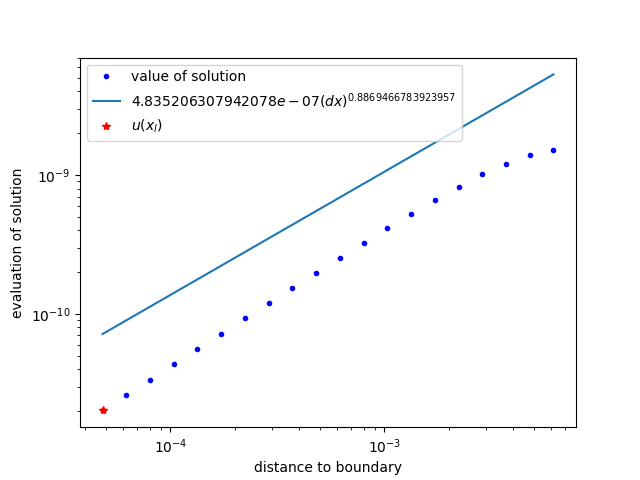 value of solution
4.835206307942078e − 07(dx)^0.8869466783923957
u(x_l)
10^−9
10^−10
evaluation of solution
10^−4
10^−3
distance to boundary